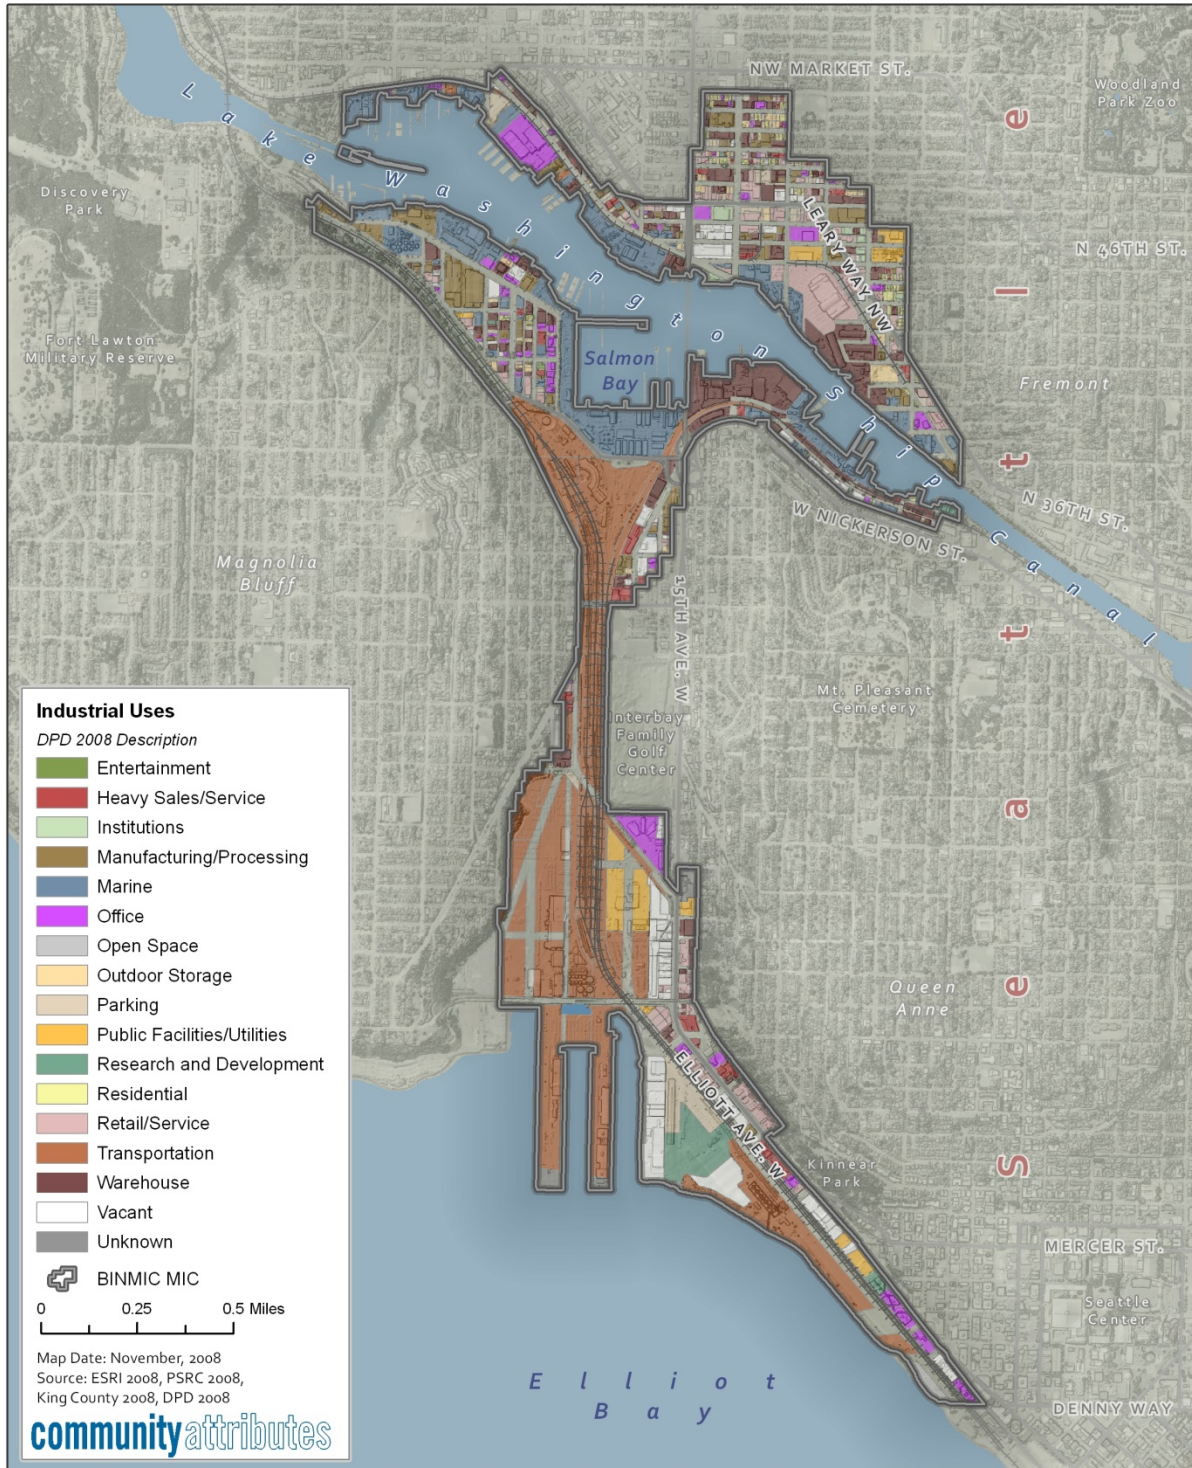 NW MARKET ST.
Woodland
Park Zoo
Lake Washington Ship Canal
Discovery
Park
LEARY WAY NW
N 46TH ST.
Fort Lawton
Military Reserve
Salmon
Bay
Fremont
N 36TH ST.
W NICKERSON ST.
Magnolia
Bluff
15TH AVE. W
Seattle
Mt. Pleasant
Cemetery
Interbay
Family
Golf
Center
Queen
Anne
ELLIOTT AVE. W
Kinnear
Park
MERCER ST.
Seattle
Center
DENNY WAY
Elliot
Bay
Industrial Uses
DPD 2008 Description
Entertainment
Heavy Sales/Service
Institutions
Manufacturing/Processing
Marine
Office
Open Space
Outdoor Storage
Parking
Public Facilities/Utilities
Research and Development
Residential
Retail/Service
Transportation
Warehouse
Vacant
Unknown
BINMIC MIC
0 0.25 0.5 Miles
Map Date: November, 2008
Source: ESRI 2008, PSRC 2008,
King County 2008, DPD 2008
communityattributes